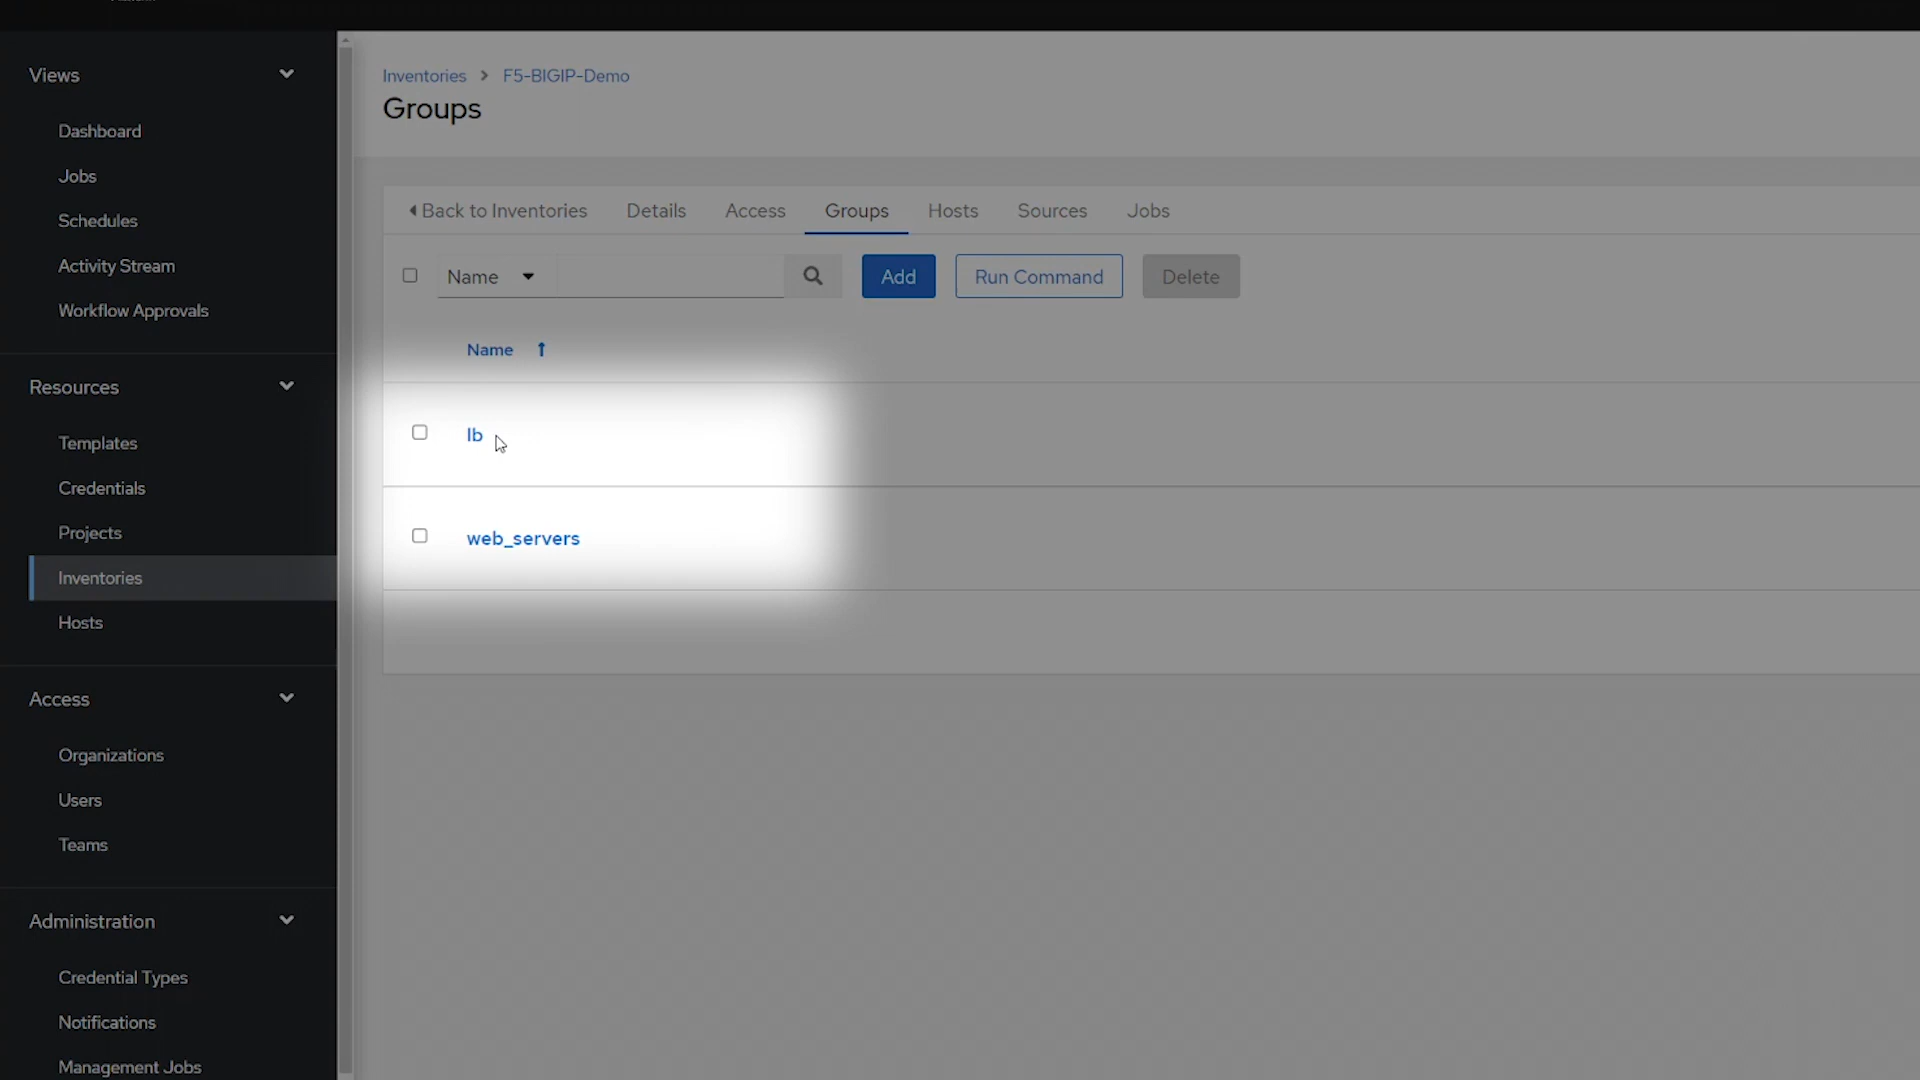 Views
Dashboard
Jobs
Schedules
Activity Stream
Workflow Approvals
Resources
Templates
Credentials
Projects
Inventories
Hosts
Access
Organizations
Users
Teams
Administration
Credential Types
Notifications
Management Jobs
Inventories > F5-BIGIP-Demo
Groups
Back to Inventories Details Access Groups Hosts Sources Jobs
Name Add Run Command Delete
Name
lb
web_servers